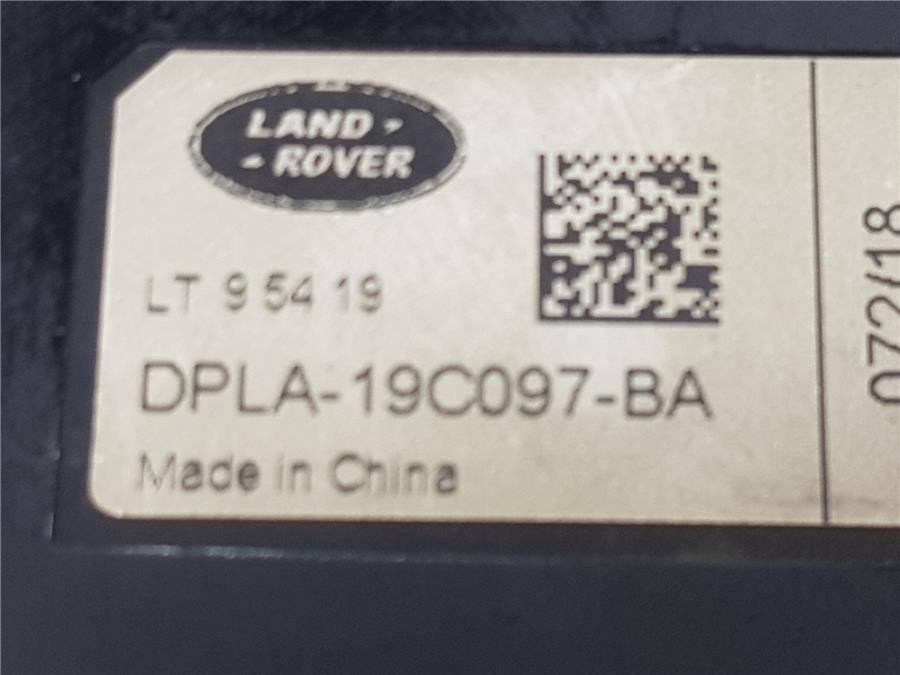 LAND-
-ROVER
LT 9 54 19
DPLA-19C097-BA
Made in China
072/18